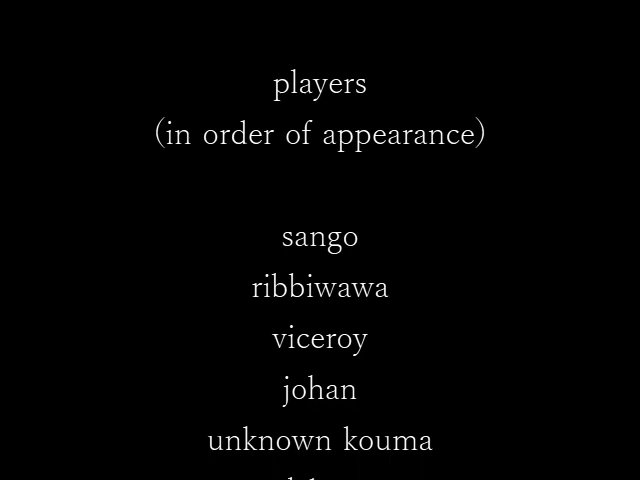 players
(in order of appearance)
sango
ribbiwawa
viceroy
johan
unknown kouma